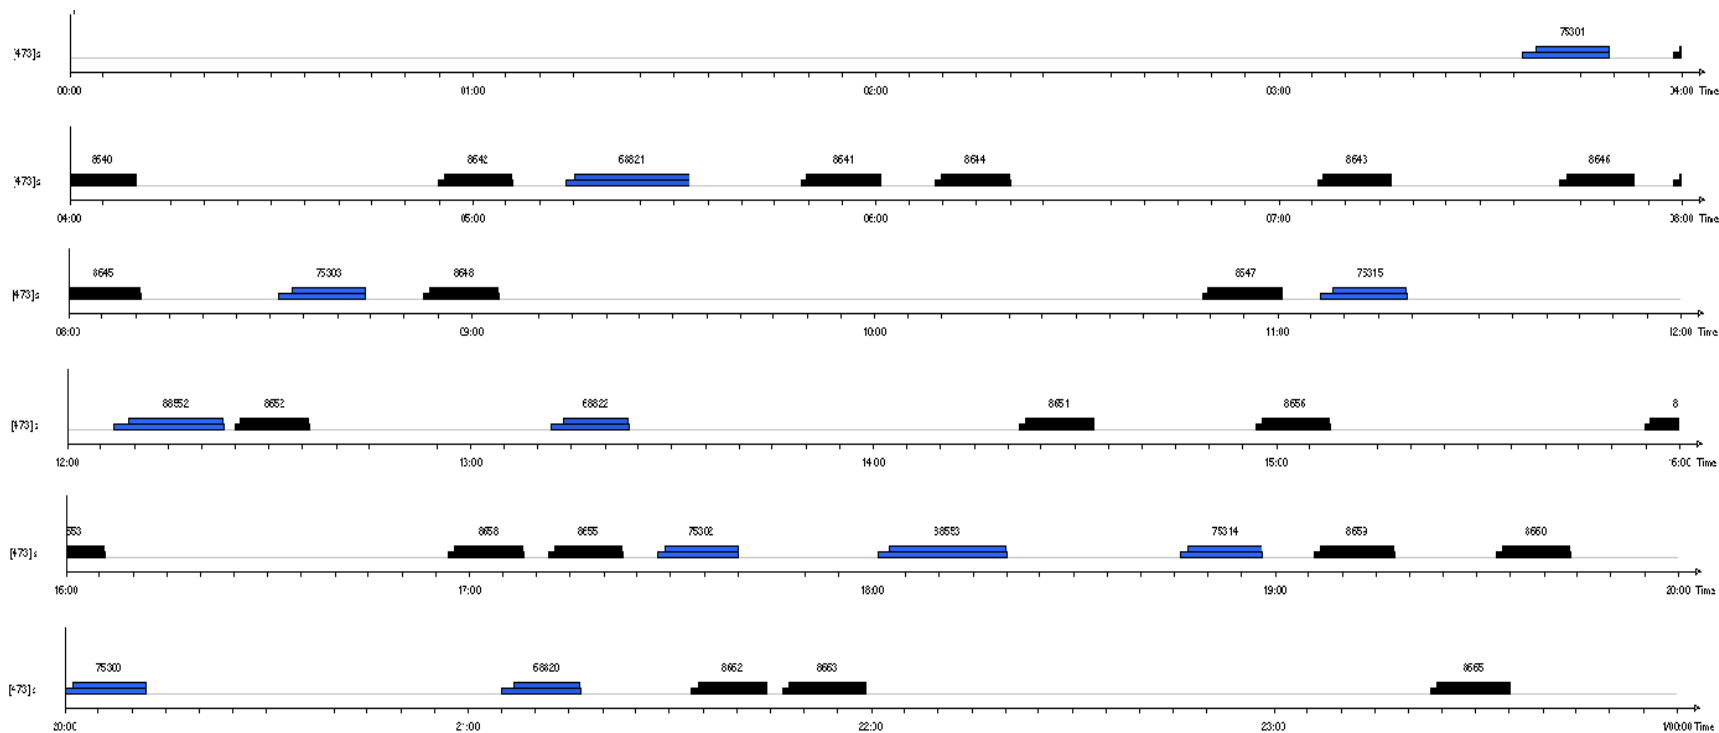 75301
[473]s
00:00 01:00 02:00 03:00 04:00 Time
8640 8642 68821 8641 8644 8643 8646
[473]s
04:00 05:00 06:00 07:00 08:00 Time
8645 75303 8648 8647 75315
[473]s
08:00 09:00 10:00 11:00 12:00 Time
88552 8652 68822 8651 8656 8
[473]s
12:00 13:00 14:00 15:00 16:00 Time
653 8658 8655 75302 88553 75314 8659 8660
[473]s
16:00 17:00 18:00 19:00 20:00 Time
75300 68820 8662 8663 8665
[473]s
20:00 21:00 22:00 23:00 1/00:00 Time